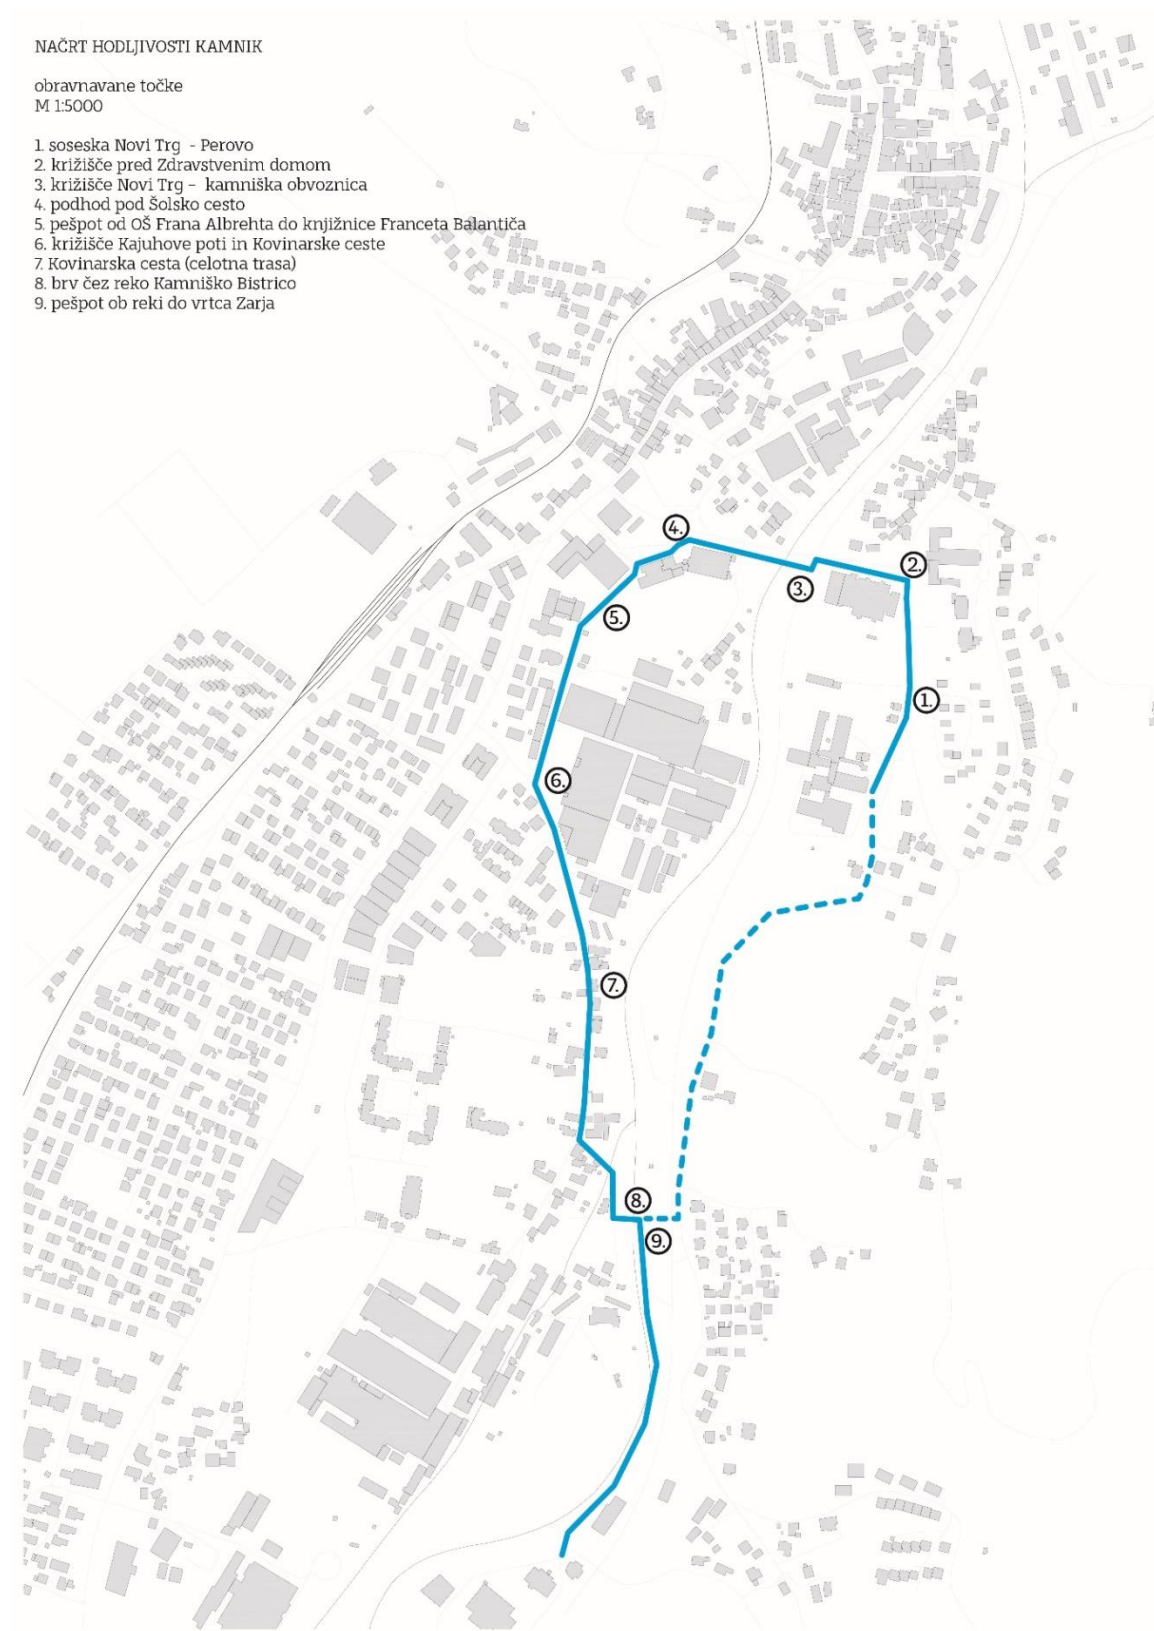 NAČRT HODLJIVOSTI KAMNIK
obravnavane točke
M 1:5000
1. soseska Novi Trg - Perovo
2. križišče pred Zdravstvenim domom
3. križišče Novi Trg - kamniška obvoznica
4. podhod pod Šolsko cesto
5. pešpot od OŠ Frana Albrehta do knjižnice Franceta Balantiča
6. križišče Kajuhove poti in Kovinarske ceste
7. Kovinarska cesta (celotna trasa)
8. brv čez reko Kamniško Bistrico
9. pešpot ob reki do vrtca Zarja
4.
2.
3.
5.
1.
6.
7.
8.
9.